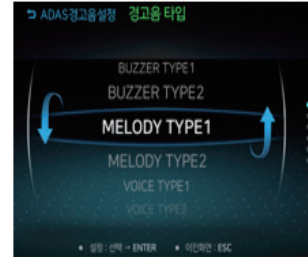 ADAS경고음설정 경고음 타입
BUZZER TYPE1
BUZZER TYPE2
MELODY TYPE1
MELODY TYPE2
VOICE TYPE1
VOICE TYPE2
■ 설정 : 선택 → ENTER ■ 이전화면 : ESC